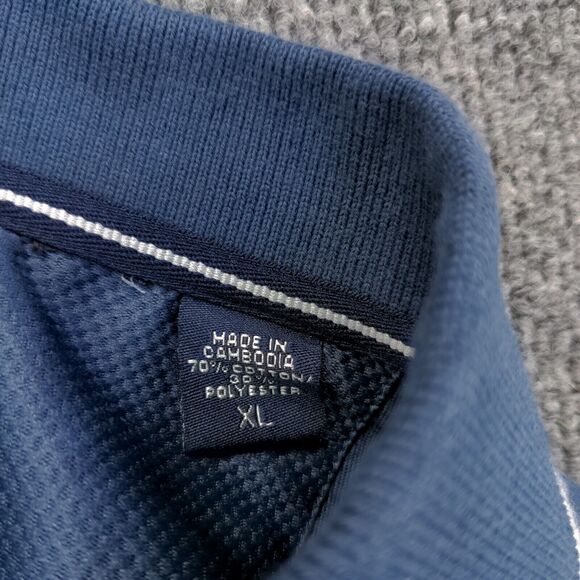 MADE IN
CAMBODIA
70% COTTON/
30%
POLYESTER
XL